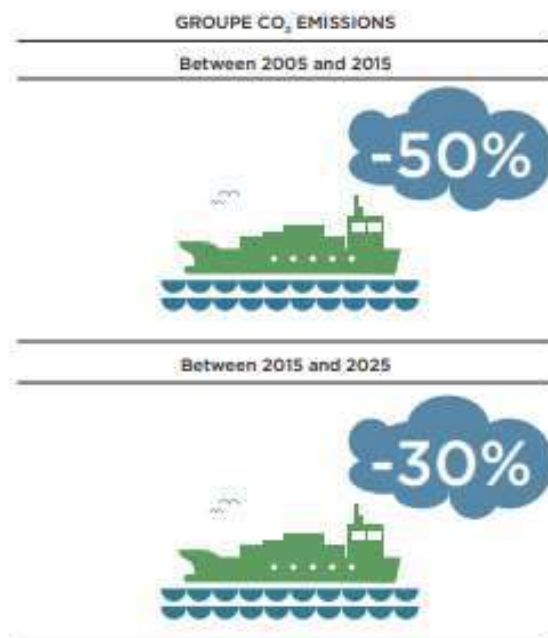 GROUPE CO₂ EMISSIONS
Between 2005 and 2015
-50%
Between 2015 and 2025
-30%